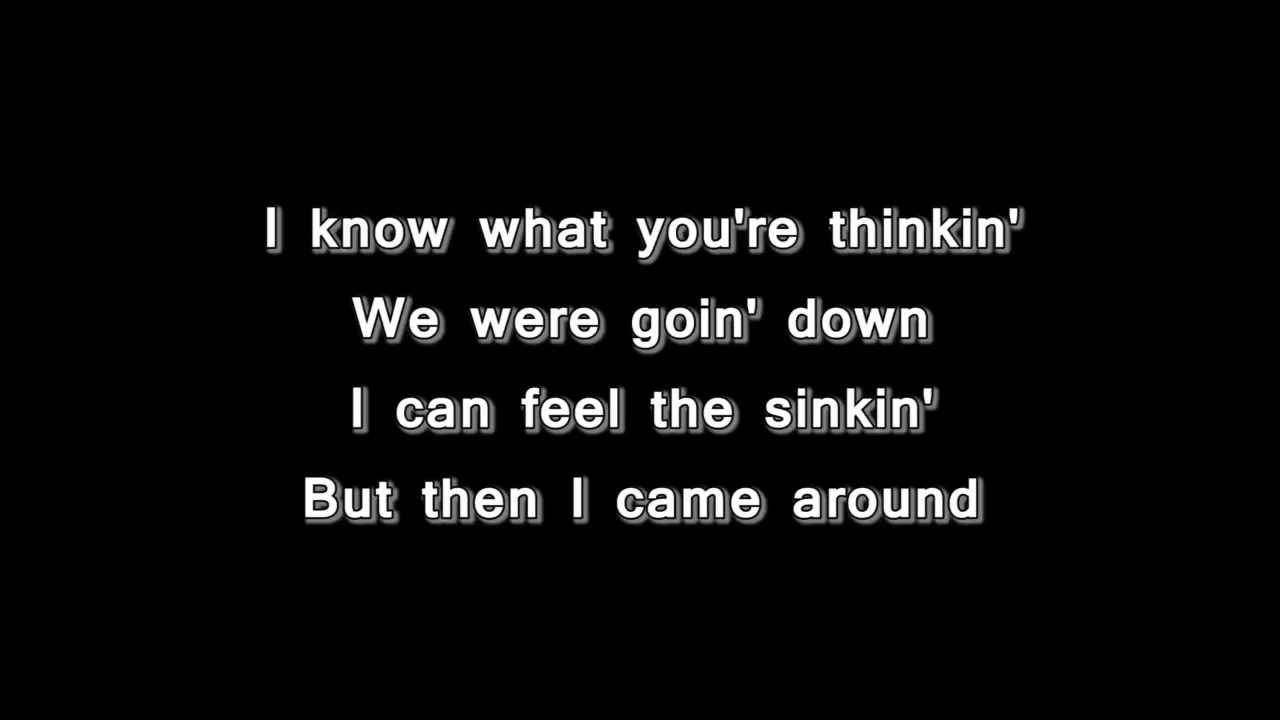 I know what you're thinkin'
We were goin' down
I can feel the sinkin'
But then I came around